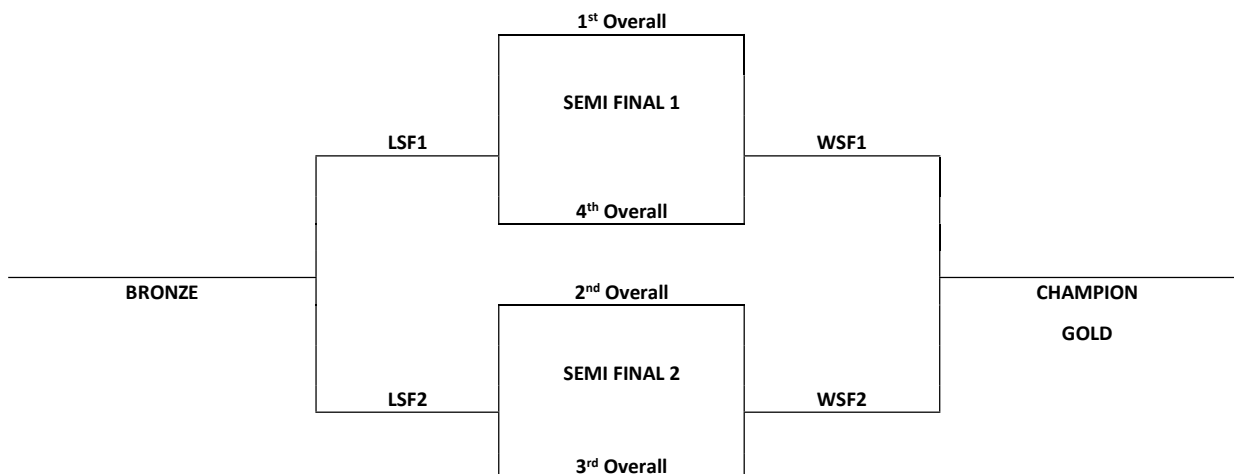 1st Overall
SEMI FINAL 1
LSF1
WSF1
4th Overall
BRONZE
2nd Overall
CHAMPION
GOLD
SEMI FINAL 2
LSF2
WSF2
3rd Overall